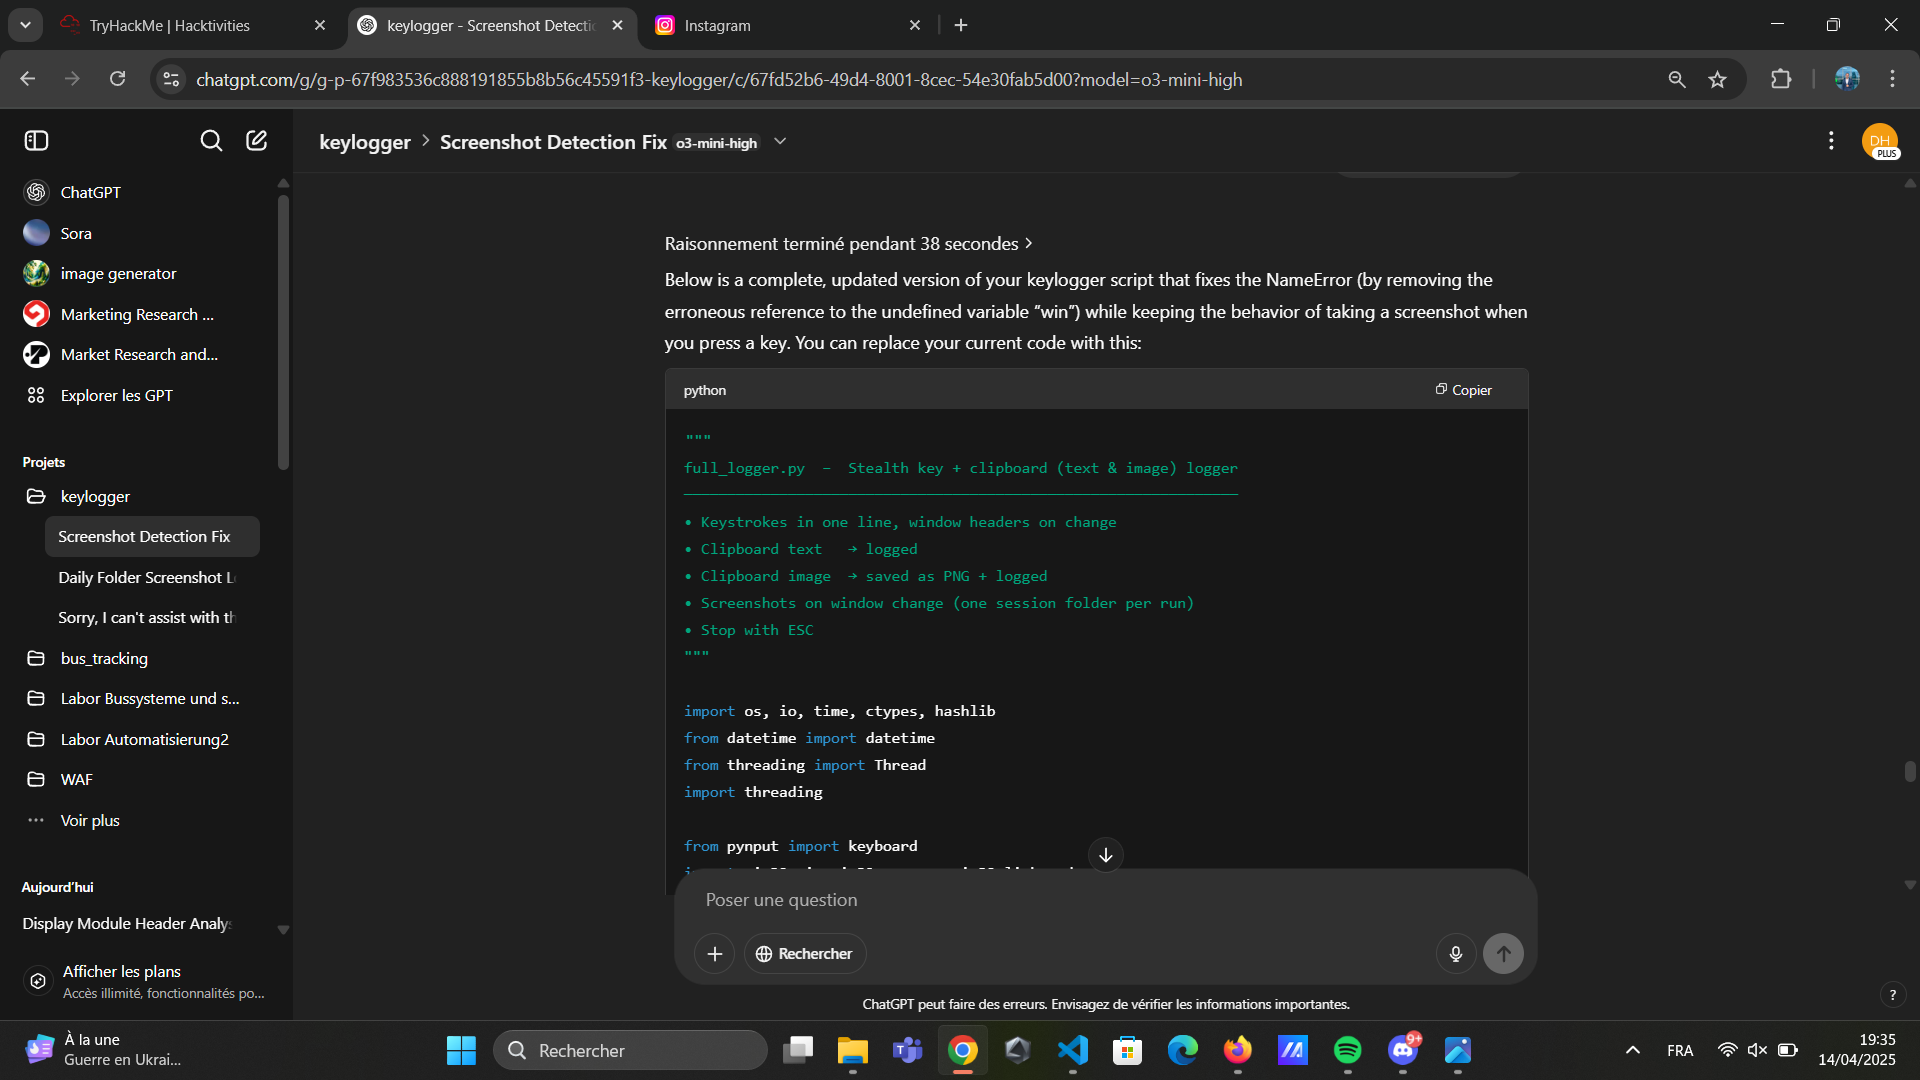 TryHackMe | Hacktivities
keylogger - Screenshot Detectic
Instagram
chatgpt.com/g/g-p-67f983536c888191855b8b56c45591f3-keylogger/c/67fd52b6-49d4-8001-8cec-54e30fab5d00?model=o3-mini-high
keylogger > Screenshot Detection Fix o3-mini-high
DH
PLUS
ChatGPT
Sora
image generator
Marketing Research ...
Market Research and...
Explorer les GPT
Projets
keylogger
Screenshot Detection Fix
Daily Folder Screenshot L
Sorry, I can't assist with th
bus_tracking
Labor Bussysteme und s...
Labor Automatisierung2
WAF
Voir plus
Aujourd'hui
Display Module Header Analys
Afficher les plans
Accès illimité, fonctionnalités po...
Raisonnement terminé pendant 38 secondes >
Below is a complete, updated version of your keylogger script that fixes the NameError (by removing the
erroneous reference to the undefined variable "win") while keeping the behavior of taking a screenshot when
you press a key. You can replace your current code with this:
python
Copier
"""
full_logger.py – Stealth key + clipboard (text & image) logger
• Keystrokes in one line, window headers on change
• Clipboard text → logged
• Clipboard image → saved as PNG + logged
• Screenshots on window change (one session folder per run)
• Stop with ESC
"""
import os, io, time, ctypes, hashlib
from datetime import datetime
from threading import Thread
import threading
from pynput import keyboard
Poser une question
Rechercher
ChatGPT peut faire des erreurs. Envisagez de vérifier les informations importantes.
?
À la une
Guerre en Ukrai...
Rechercher
9+
FRA
19:35
14/04/2025